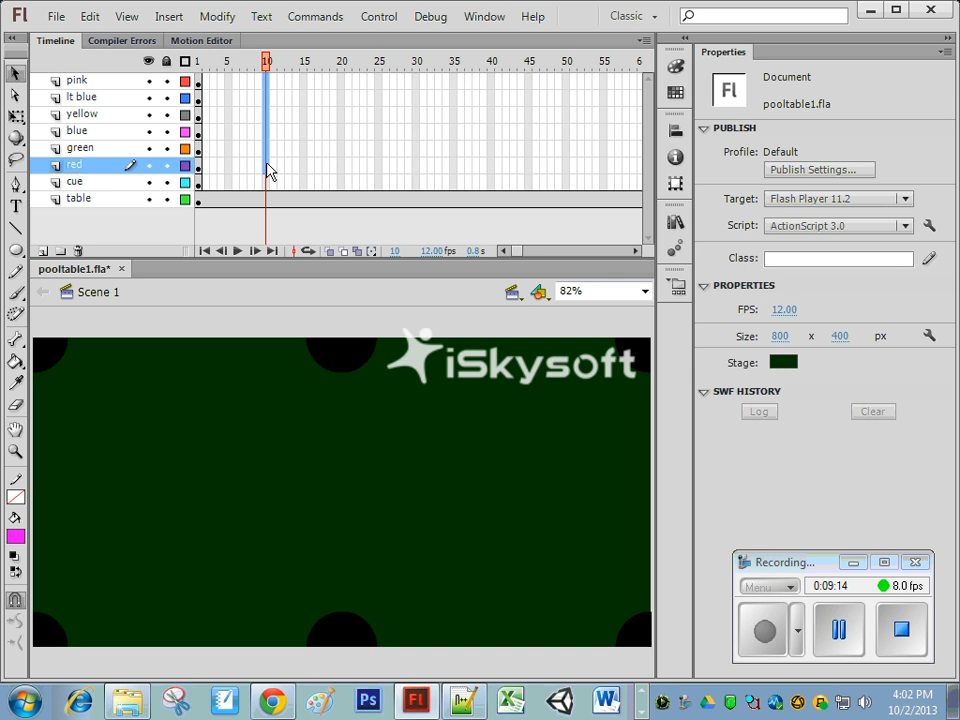 Fl File Edit View Insert Modify Text Commands Control Debug Window Help Classic
Timeline Compiler Errors Motion Editor
1 5 10 15 20 25 30 35 40 45 50 55 6
pink
lt blue
yellow
blue
green
red
cue
table
10 12.00 fps 0.8 s
pooltable1.fla* ×
Scene 1
82%
iSkysoft
Properties
Fl
Document
pooltable1.fla
PUBLISH
Profile: Default
Publish Settings...
Target: Flash Player 11.2
Script: ActionScript 3.0
Class:
PROPERTIES
FPS: 12.00
Size: 800 x 400 px
Stage:
SWF HISTORY
Log Clear
Recording...
Menu 0:09:14 8.0 fps
T
Ps Fl
4:02 PM
10/2/2013